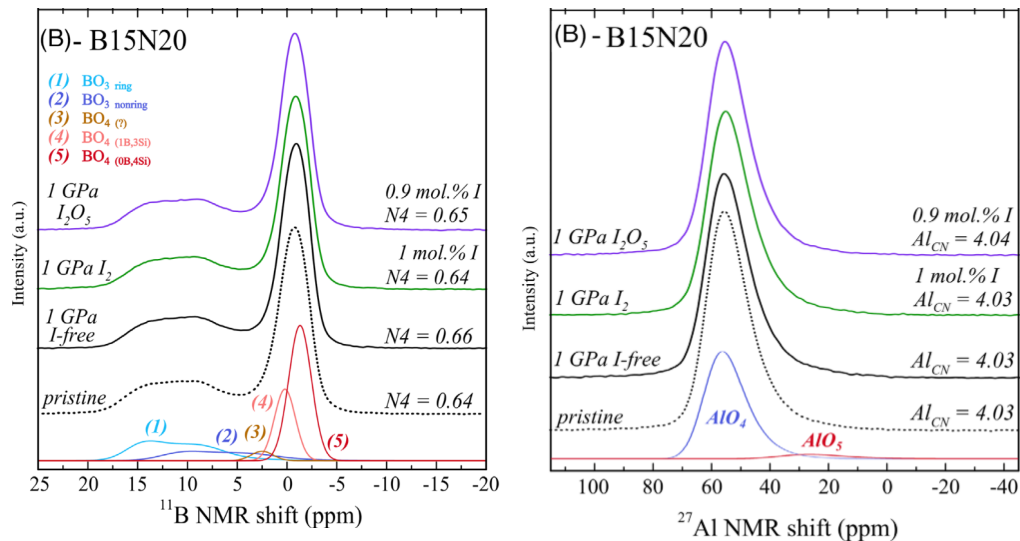 (B)- B15N20
(1) BO3 ring
(2) BO3 nonring
(3) BO4 (?)
(4) BO4 (1B,3Si)
(5) BO4 (0B,4Si)
1 GPa
I2O5
0.9 mol.% I
N4 = 0.65
1 GPa I2
1 mol.% I
N4 = 0.64
1 GPa
I-free
N4 = 0.66
pristine
N4 = 0.64
(1)
(2)
(3)
(4)
(5)
Intensity (a.u.)
25 20 15 10 5 0 -5 -10 -15 -20
11B NMR shift (ppm)
(B) - B15N20
1 GPa I2O5
0.9 mol.% I
AlCN = 4.04
1 GPa I2
1 mol.% I
AlCN = 4.03
1 GPa I-free
AlCN = 4.03
pristine
AlCN = 4.03
AlO4
AlO5
Intensity (a.u.)
100 80 60 40 20 0 -20 -40
27Al NMR shift (ppm)